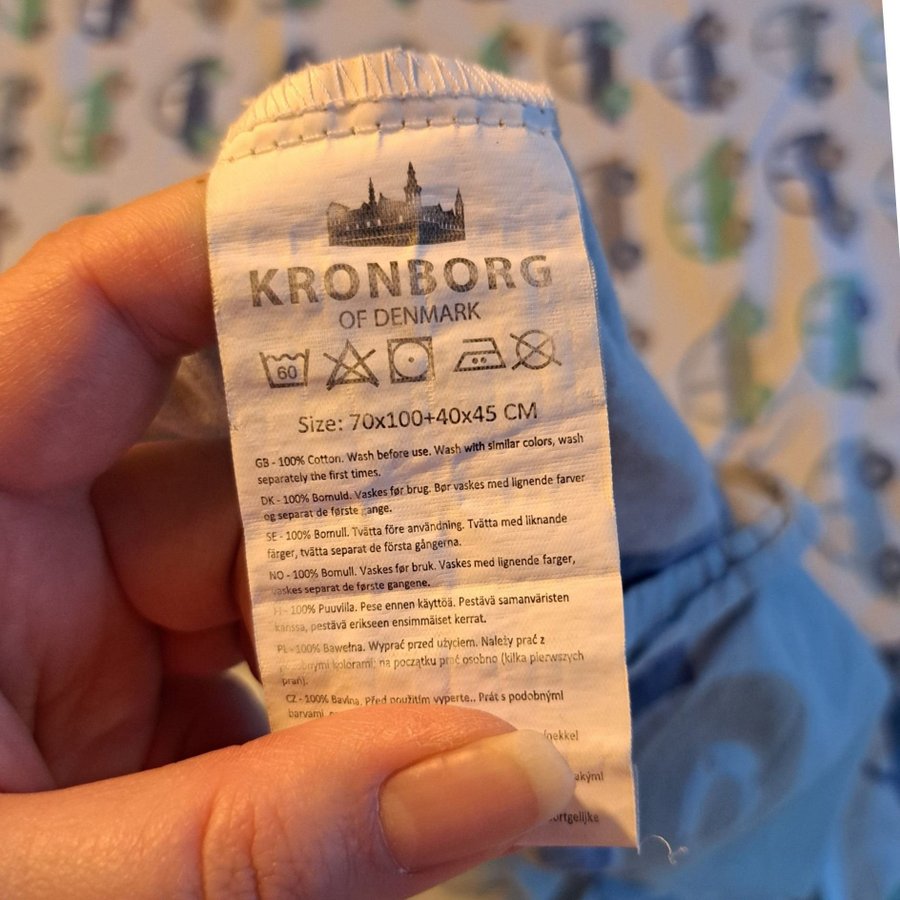 KRONBORG
OF DENMARK
60
Size: 70x100+40x45 CM
GB - 100% Cotton. Wash before use. Wash with similar colors, wash
separately the first times.
DK - 100% Bomuld. Vaskes før brug. Bør vaskes med lignende farver
og separat de første gange.
SE - 100% Bomull. Tvätta före användning. Tvätta med liknande
färger, tvätta separat de första gångerna.
NO - 100% Bomull. Vaskes før bruk. Vaskes med lignende farger,
vaskes separat de første gangene.
FI - 100% Puuvilla. Pese ennen käyttöä. Pestävä samanväristen
kanssa, pestävä erikseen ensimmäiset kerrat.
PL - 100% Bawełna. Wyprać przed użyciem. Należy prać z
kolorami; na początku prać osobno (kilka pierwszych
prań).
CZ - 100% Bavlna. Před použitím vyperte.. Prát s podobnými
barvami